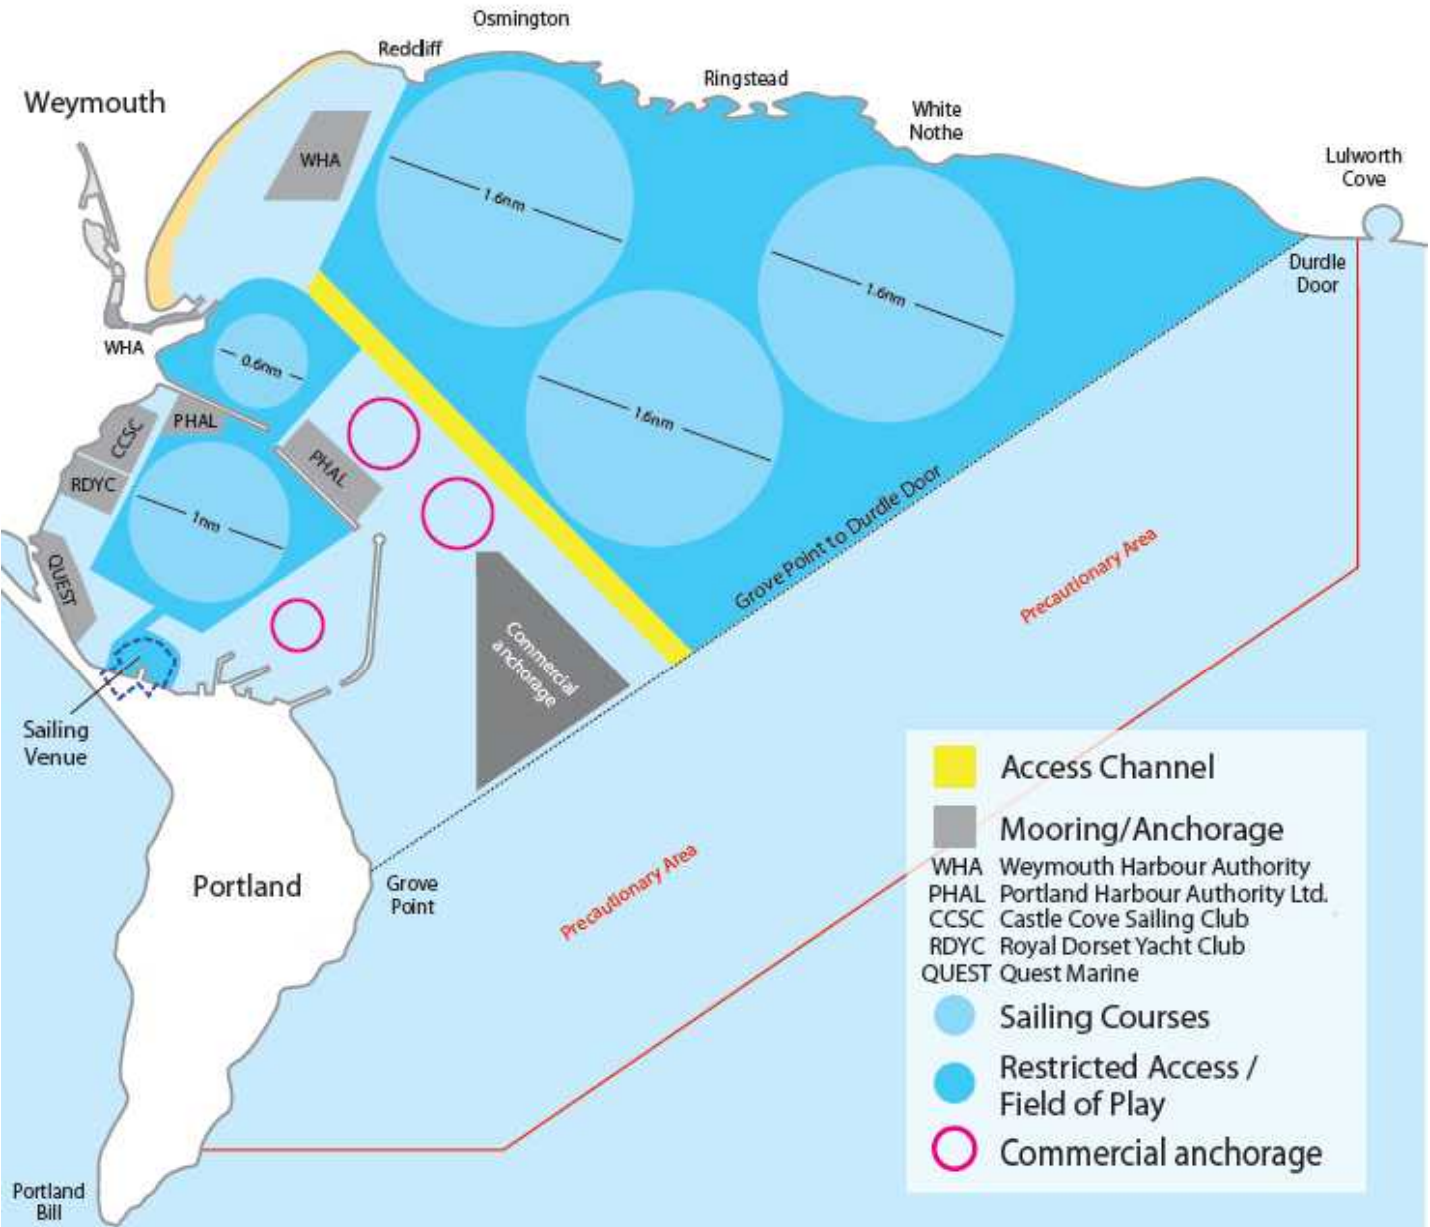 Osmington
Redcliff
Ringstead
Weymouth
White
Nothe
WHA
Lulworth
Cove
1.6nm
1.6nm
Durdle
Door
WHA
0.6nm
1.6nm
PHAL
CCSC
PHAL
RDYC
1nm
Grove Point to Durdle Door
QUEST
Precautionary Area
Commercial
anchorage
Sailing
Venue
Access Channel
Mooring/Anchorage
WHA Weymouth Harbour Authority
PHAL Portland Harbour Authority Ltd.
CCSC Castle Cove Sailing Club
RDYC Royal Dorset Yacht Club
QUEST Quest Marine
Sailing Courses
Restricted Access /
Field of Play
Commercial anchorage
Portland
Grove
Point
Precautionary Area
Portland
Bill